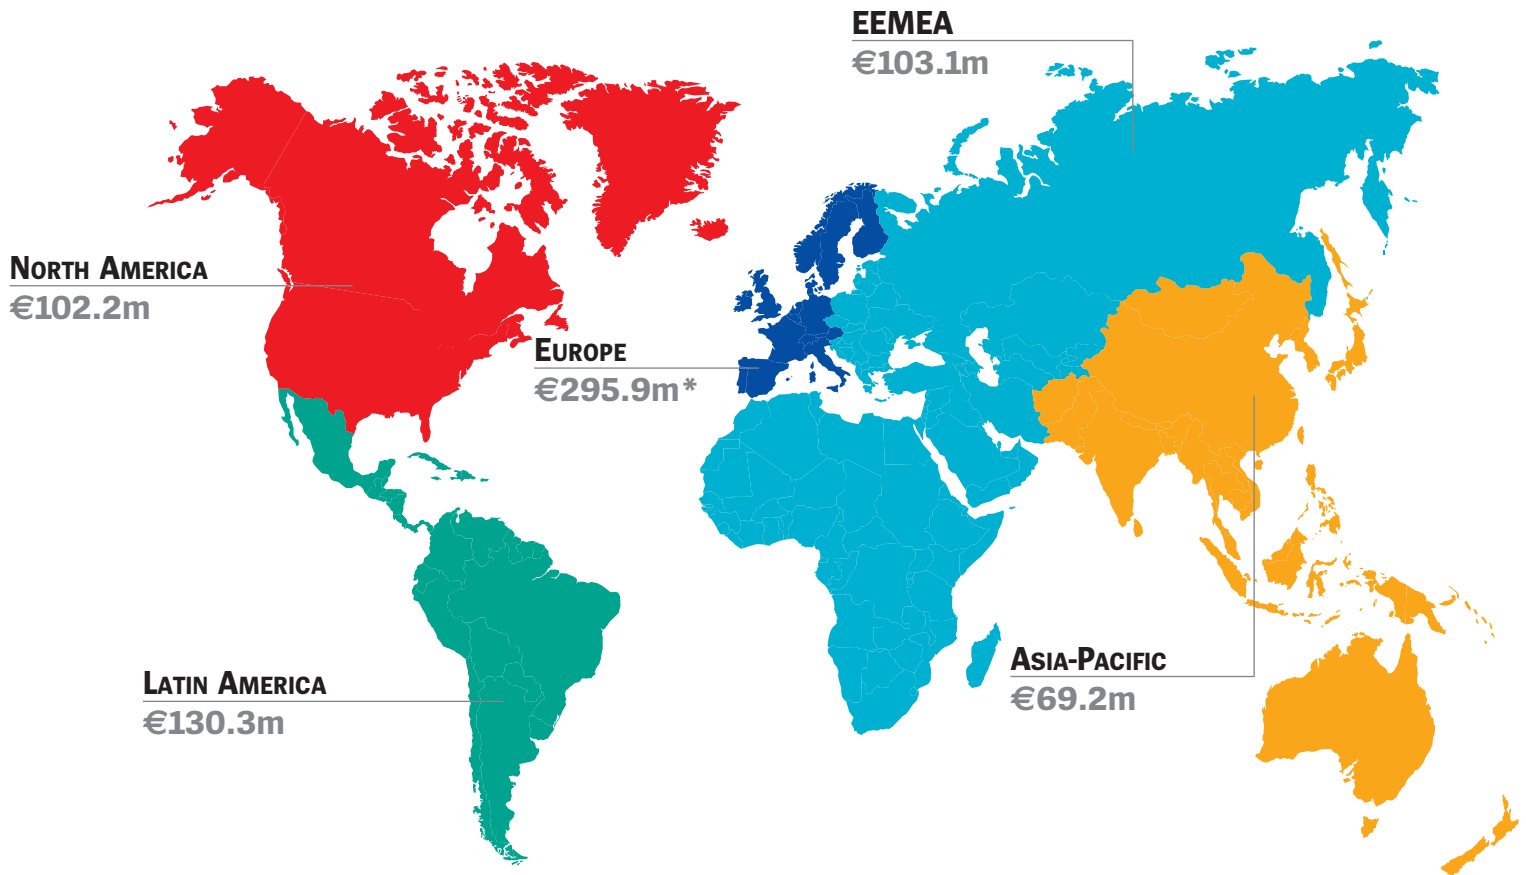 EEMEA
€103.1m
NORTH AMERICA
€102.2m
EUROPE
€295.9m*
ASIA-PACIFIC
€69.2m
LATIN AMERICA
€130.3m